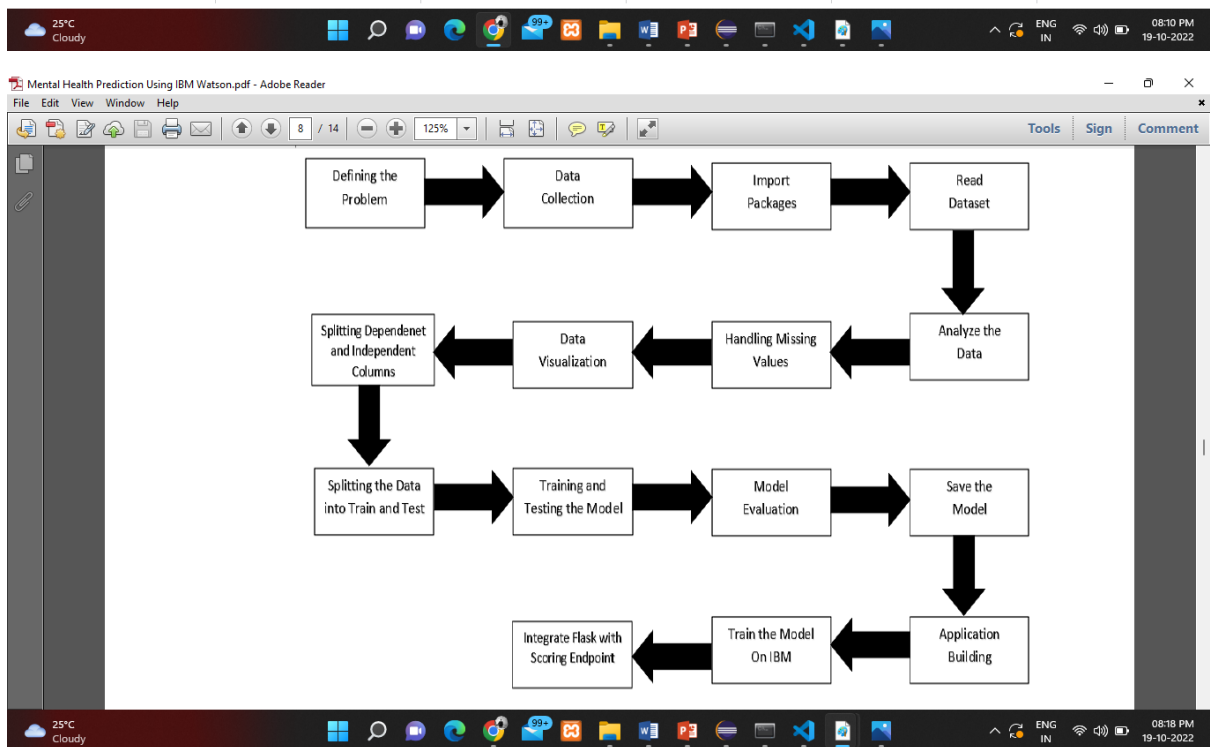 25°C
Cloudy
99+
ENG
IN
08:10 PM
19-10-2022
Mental Health Prediction Using IBM Watson.pdf - Adobe Reader
File Edit View Window Help
8 / 14
125%
Tools Sign Comment
Defining the
Problem
Data
Collection
Import
Packages
Read
Dataset
Analyze the
Data
Handling Missing
Values
Data
Visualization
Splitting Dependenet
and Independent
Columns
Splitting the Data
into Train and Test
Training and
Testing the Model
Model
Evaluation
Save the
Model
Application
Building
Train the Model
On IBM
Integrate Flask with
Scoring Endpoint
25°C
Cloudy
99+
ENG
IN
08:18 PM
19-10-2022